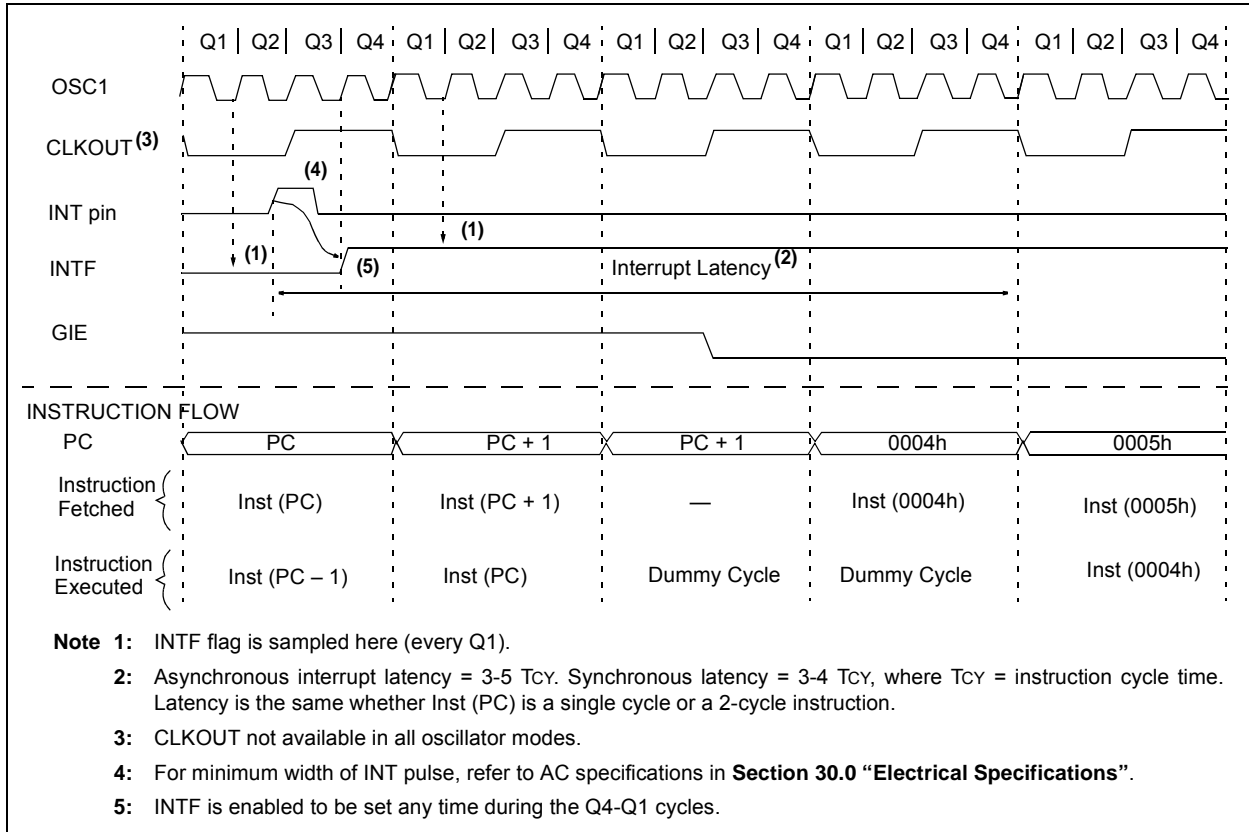 Q1 Q2 Q3 Q4 Q1 Q2 Q3 Q4 Q1 Q2 Q3 Q4 Q1 Q2 Q3 Q4 Q1 Q2 Q3 Q4
OSC1
CLKOUT (3)
(4)
INT pin
(1)
(1)
INTF
(5)
Interrupt Latency (2)
GIE
INSTRUCTION FLOW
PC PC PC + 1 PC + 1 0004h 0005h
Instruction
Fetched
Inst (PC) Inst (PC + 1) — Inst (0004h) Inst (0005h)
Instruction
Executed
Inst (PC – 1) Inst (PC) Dummy Cycle Dummy Cycle Inst (0004h)
Note 1: INTF flag is sampled here (every Q1).
2: Asynchronous interrupt latency = 3-5 TCY. Synchronous latency = 3-4 TCY, where TCY = instruction cycle time.
Latency is the same whether Inst (PC) is a single cycle or a 2-cycle instruction.
3: CLKOUT not available in all oscillator modes.
4: For minimum width of INT pulse, refer to AC specifications in Section 30.0 “Electrical Specifications”.
5: INTF is enabled to be set any time during the Q4-Q1 cycles.